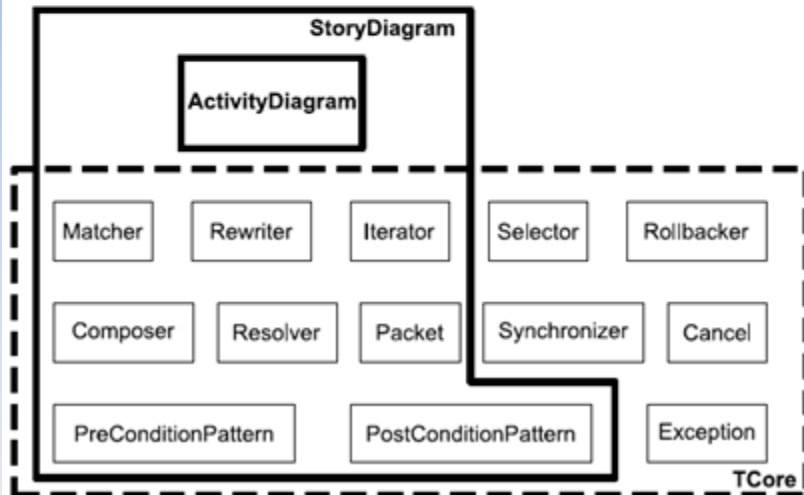 StoryDiagram
ActivityDiagram
Matcher Rewriter Iterator Selector Rollbacker
Composer Resolver Packet Synchronizer Cancel
PreConditionPattern PostConditionPattern Exception
TCore